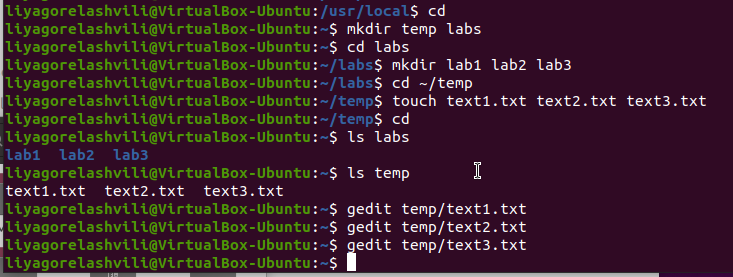 liyagorelashvili@VirtualBox-Ubuntu:/usr/local$ cd
liyagorelashvili@VirtualBox-Ubuntu:~$ mkdir temp labs
liyagorelashvili@VirtualBox-Ubuntu:~$ cd labs
liyagorelashvili@VirtualBox-Ubuntu:~/labs$ mkdir lab1 lab2 lab3
liyagorelashvili@VirtualBox-Ubuntu:~/labs$ cd ~/temp
liyagorelashvili@VirtualBox-Ubuntu:~/temp$ touch text1.txt text2.txt text3.txt
liyagorelashvili@VirtualBox-Ubuntu:~/temp$ cd
liyagorelashvili@VirtualBox-Ubuntu:~$ ls labs
lab1  lab2  lab3
liyagorelashvili@VirtualBox-Ubuntu:~$ ls temp
text1.txt  text2.txt  text3.txt
liyagorelashvili@VirtualBox-Ubuntu:~$ gedit temp/text1.txt
liyagorelashvili@VirtualBox-Ubuntu:~$ gedit temp/text2.txt
liyagorelashvili@VirtualBox-Ubuntu:~$ gedit temp/text3.txt
liyagorelashvili@VirtualBox-Ubuntu:~$